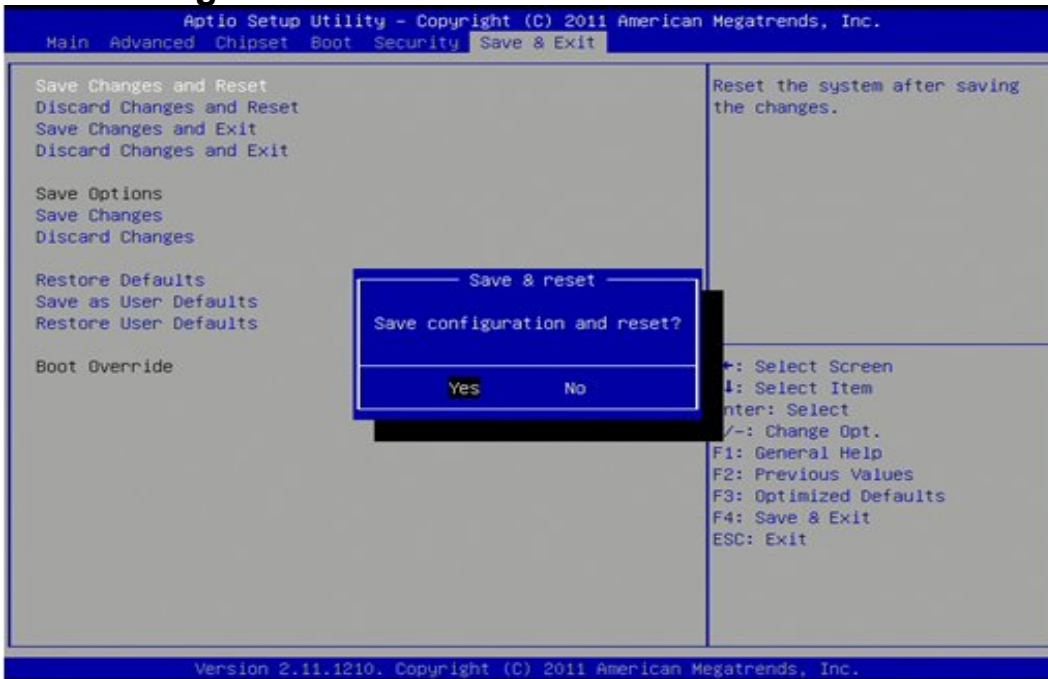 Aptio Setup Utility – Copyright (C) 2011 American Megatrends, Inc.
Main Advanced Chipset Boot Security Save & Exit
Save Changes and Reset
Discard Changes and Reset
Save Changes and Exit
Discard Changes and Exit
Save Options
Save Changes
Discard Changes
Restore Defaults
Save as User Defaults
Restore User Defaults
Boot Override
Reset the system after saving
the changes.
Save & reset
Save configuration and reset?
Yes No
: Select Screen
: Select Item
nter: Select
/-: Change Opt.
F1: General Help
F2: Previous Values
F3: Optimized Defaults
F4: Save & Exit
ESC: Exit
Version 2.11.1210. Copyright (C) 2011 American Megatrends, Inc.